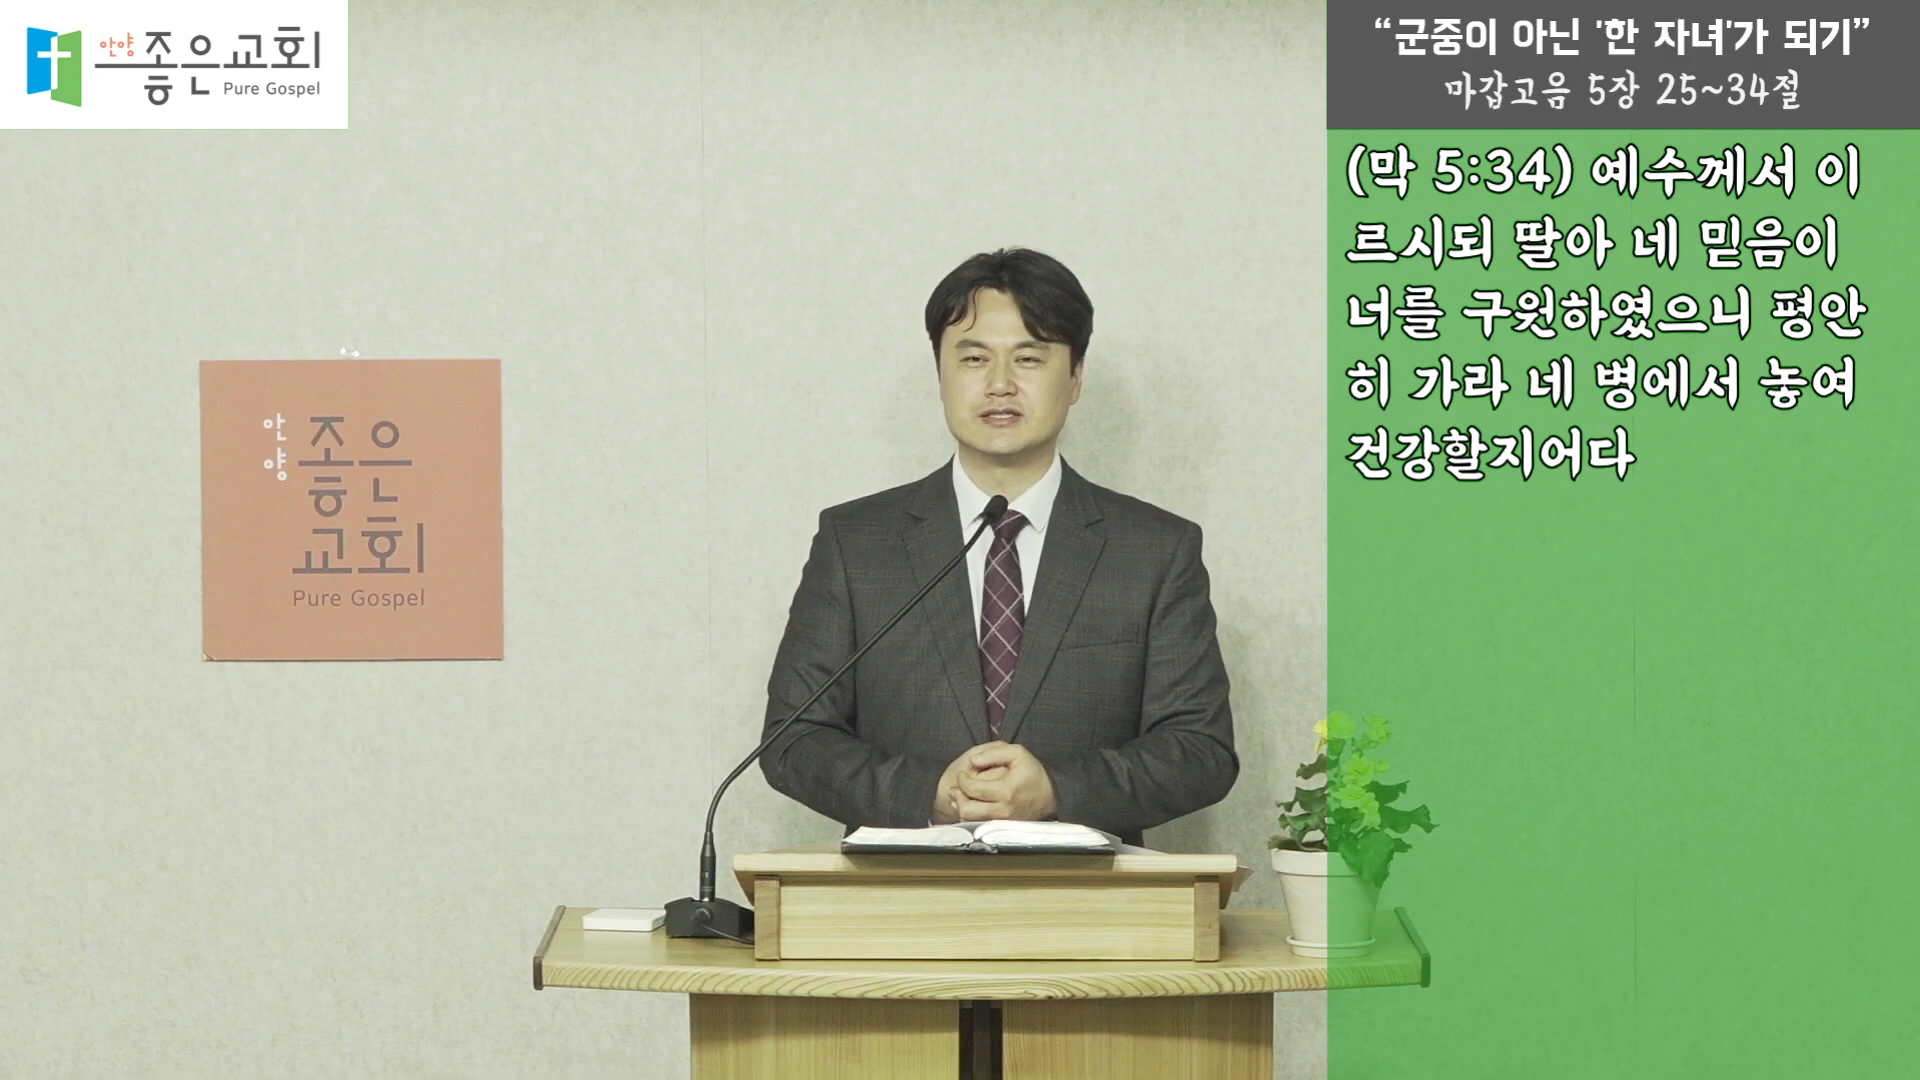 안양 좋은교회
Pure Gospel
“군중이 아닌 '한 자녀'가 되기”
마갑고음 5장 25~34절
(막 5:34) 예수께서 이
르시되 딸아 네 믿음이
너를 구원하였으니 평안
히 가라 네 병에서 놓여
건강할지어다
안양
좋은
교회
Pure Gospel